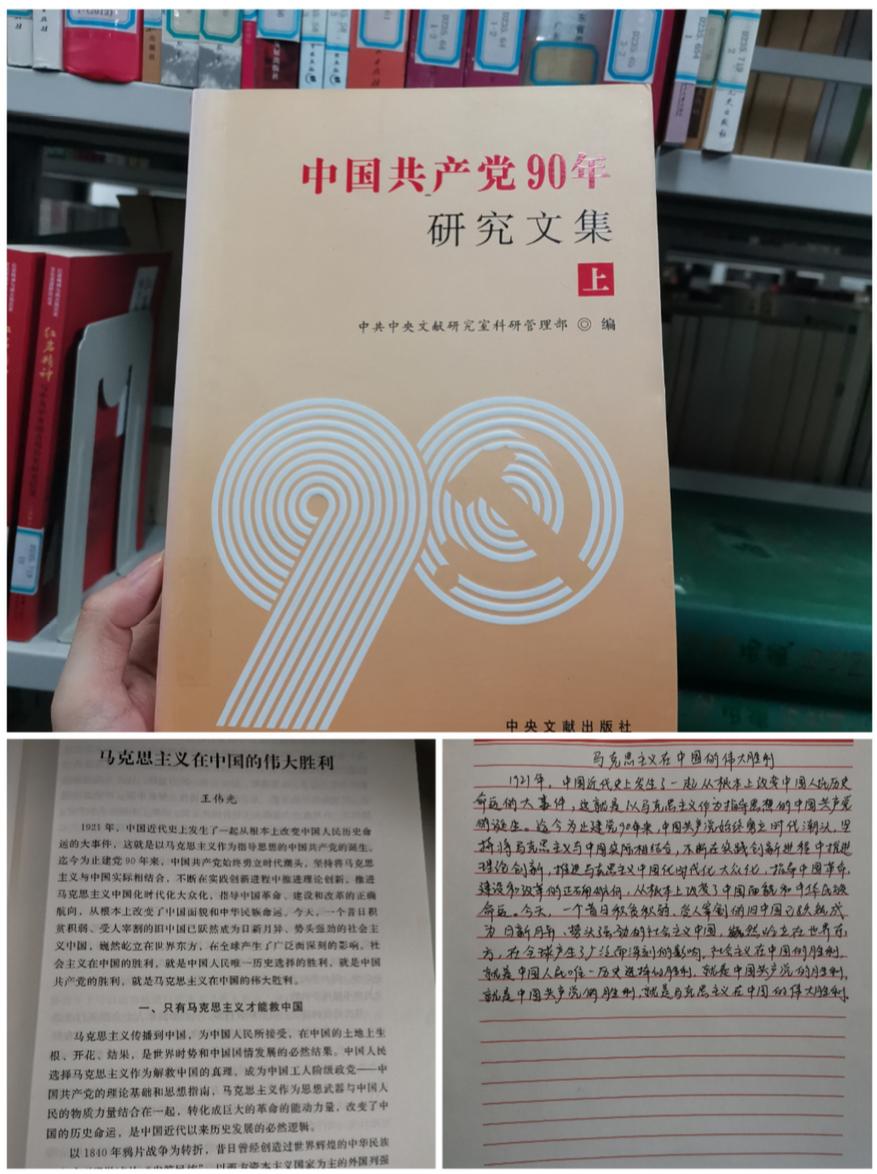 中国共产党90年
研究文集
上
中共中央文献研究室科研管理部 ◎ 编
中央文献出版社
红岩精神
马克思主义在中国的伟大胜利
王伟光
1921 年，中国近代史上发生了一起从根本上改变中国人民历史命
运的大事件，这就是以马克思主义作为指导思想的中国共产党的诞生。
迄今为止建党 90 年来，中国共产党始终勇立时代潮头，坚持将马克思
主义与中国实际相结合，不断在实践创新进程中推进理论创新，推进
马克思主义中国化时代化大众化，指导中国革命、建设和改革的正确
航向，从根本上改变了中国面貌和中华民族命运。今天，一个昔日积
贫积弱、受人宰割的旧中国已跃然成为日新月异、势头强劲的社会主
义中国，巍然屹立在世界东方，在全球产生了广泛而深刻的影响。社
会主义在中国的胜利，就是中国人民唯一历史选择的胜利，就是中国
共产党的胜利，就是马克思主义在中国的伟大胜利。
一、只有马克思主义才能救中国
马克思主义传播到中国，为中国人民所接受，在中国的土地上生
根、开花、结果，是世界时势和中国国情发展的必然结果。中国人民
选择马克思主义作为解救中国的真理，成为中国工人阶级政党——中
国共产党的理论基础和思想指南，马克思主义作为思想武器与中国人
民的物质力量结合在一起，转化成巨大的革命的能动力量，改变了中
国的历史命运，是中国近代以来历史发展的必然逻辑。
以 1840 年鸦片战争为转折，昔日曾经创造过世界辉煌的中华民族
以西方资本主义国家为主的外国列强
马克思主义在中国的伟大胜利
1921年，中国近代史上发生了一起从根本上改变中国人民历史
命运的大事件，这就是以马克思主义作为指导思想的中国共产党
的诞生。迄今为止建党90年来，中国共产党始终勇立时代潮头，坚
持将马克思主义与中国实际相结合，不断在实践创新进程中推进
理论创新，推进马克思主义中国化时代化大众化，指导中国革命、
建设和改革的正确航向，从根本上改变了中国面貌和中华民族
命运。今天，一个昔日积贫积弱、受人宰割的旧中国已跃然成
为日新月异、势头强劲的社会主义中国，巍然屹立在世界东
方，在全球产生了广泛而深刻的影响。社会主义在中国的胜利，
就是中国人民唯一历史选择的胜利，就是中国共产党的胜利，
就是中国共产党的胜利，就是马克思主义在中国的伟大胜利。